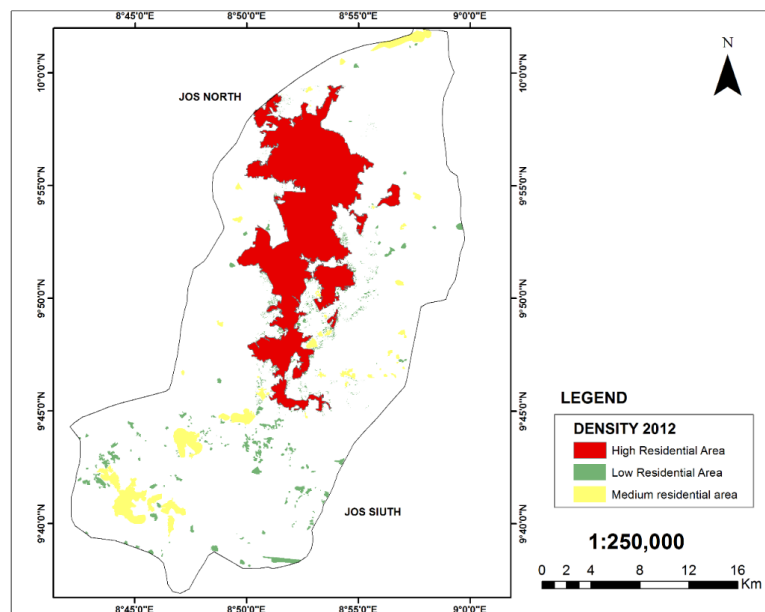 8°45'0"E 8°50'0"E 8°55'0"E 9°0'0"E
10°0'0"N 10°0'0"N
9°55'0"N 9°55'0"N
9°50'0"N 9°50'0"N
9°45'0"N 9°45'0"N
9°40'0"N 9°40'0"N
JOS NORTH
JOS SIUTH
N
LEGEND
DENSITY 2012
High Residential Area
Low Residential Area
Medium residential area
1:250,000
0 2 4 8 12 16
Km
8°45'0"E 8°50'0"E 8°55'0"E 9°0'0"E